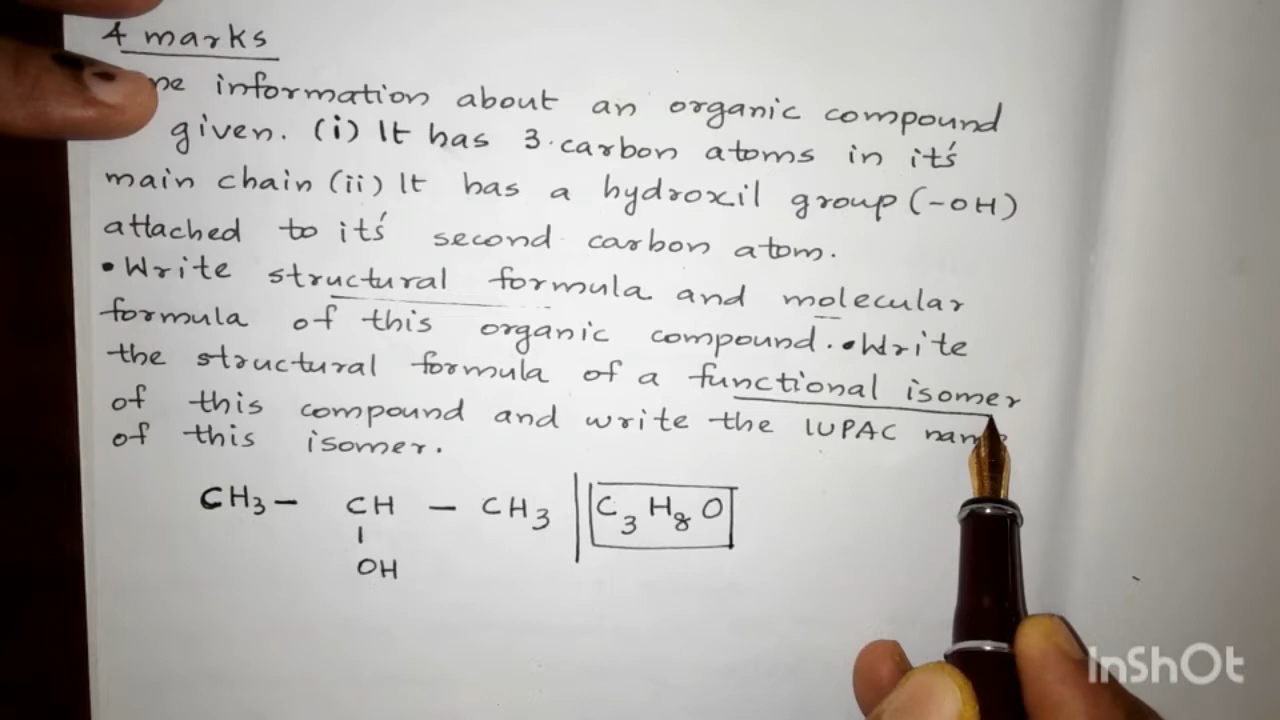 4 marks
information about an organic compound
given. (i) It has 3 carbon atoms in it's
main chain (ii) It has a hydroxil group (-OH)
attached to it's second carbon atom.
• Write structural formula and molecular
formula of this organic compound. • Write
the structural formula of a functional isomer
of this compound and write the IUPAC
of this isomer.
CH3 - CH - CH3 | C3H8O
|
OH
InShOt